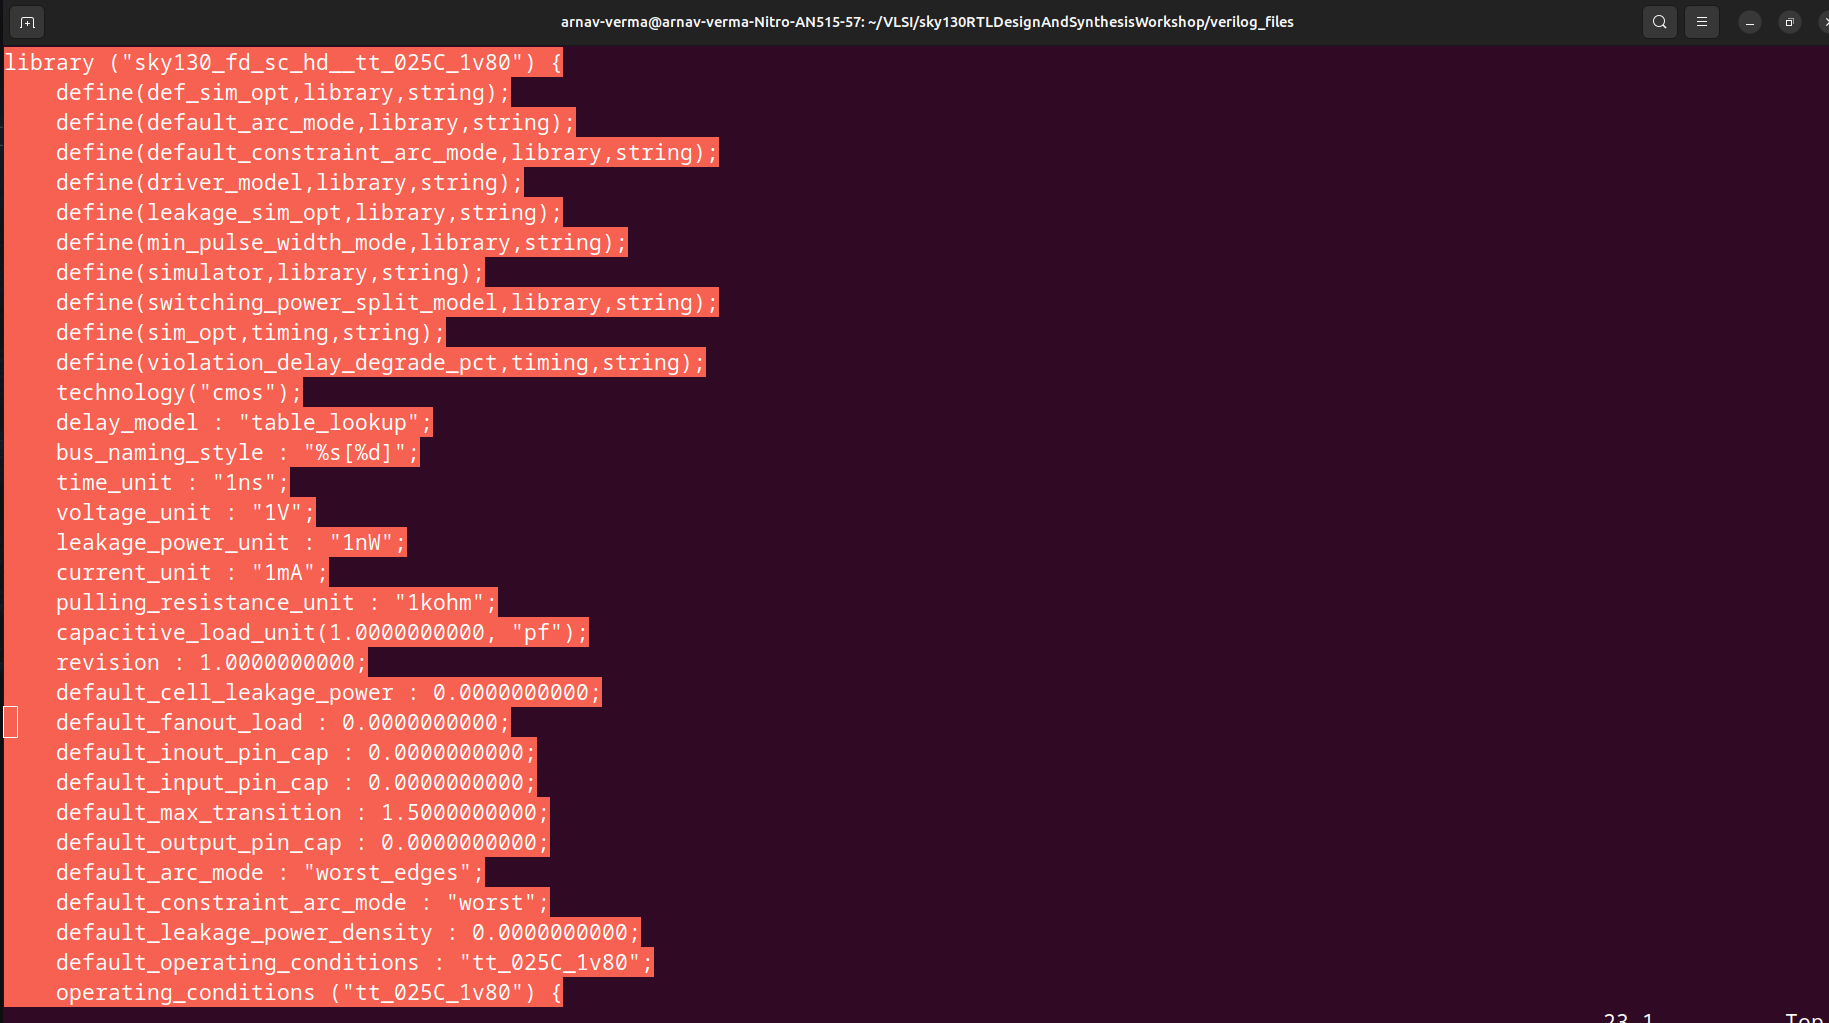 arnav-verma@arnav-verma-Nitro-AN515-57: ~/VLSI/sky130RTLDesignAndSynthesisWorkshop/verilog_files
library ("sky130_fd_sc_hd__tt_025C_1v80") {
    define(def_sim_opt,library,string);
    define(default_arc_mode,library,string);
    define(default_constraint_arc_mode,library,string);
    define(driver_model,library,string);
    define(leakage_sim_opt,library,string);
    define(min_pulse_width_mode,library,string);
    define(simulator,library,string);
    define(switching_power_split_model,library,string);
    define(sim_opt,timing,string);
    define(violation_delay_degrade_pct,timing,string);
    technology("cmos");
    delay_model : "table_lookup";
    bus_naming_style : "%s[%d]";
    time_unit : "1ns";
    voltage_unit : "1V";
    leakage_power_unit : "1nW";
    current_unit : "1mA";
    pulling_resistance_unit : "1kohm";
    capacitive_load_unit(1.0000000000, "pf");
    revision : 1.0000000000;
    default_cell_leakage_power : 0.0000000000;
    default_fanout_load : 0.0000000000;
    default_inout_pin_cap : 0.0000000000;
    default_input_pin_cap : 0.0000000000;
    default_max_transition : 1.5000000000;
    default_output_pin_cap : 0.0000000000;
    default_arc_mode : "worst_edges";
    default_constraint_arc_mode : "worst";
    default_leakage_power_density : 0.0000000000;
    default_operating_conditions : "tt_025C_1v80";
    operating_conditions ("tt_025C_1v80") {
23,1 Top